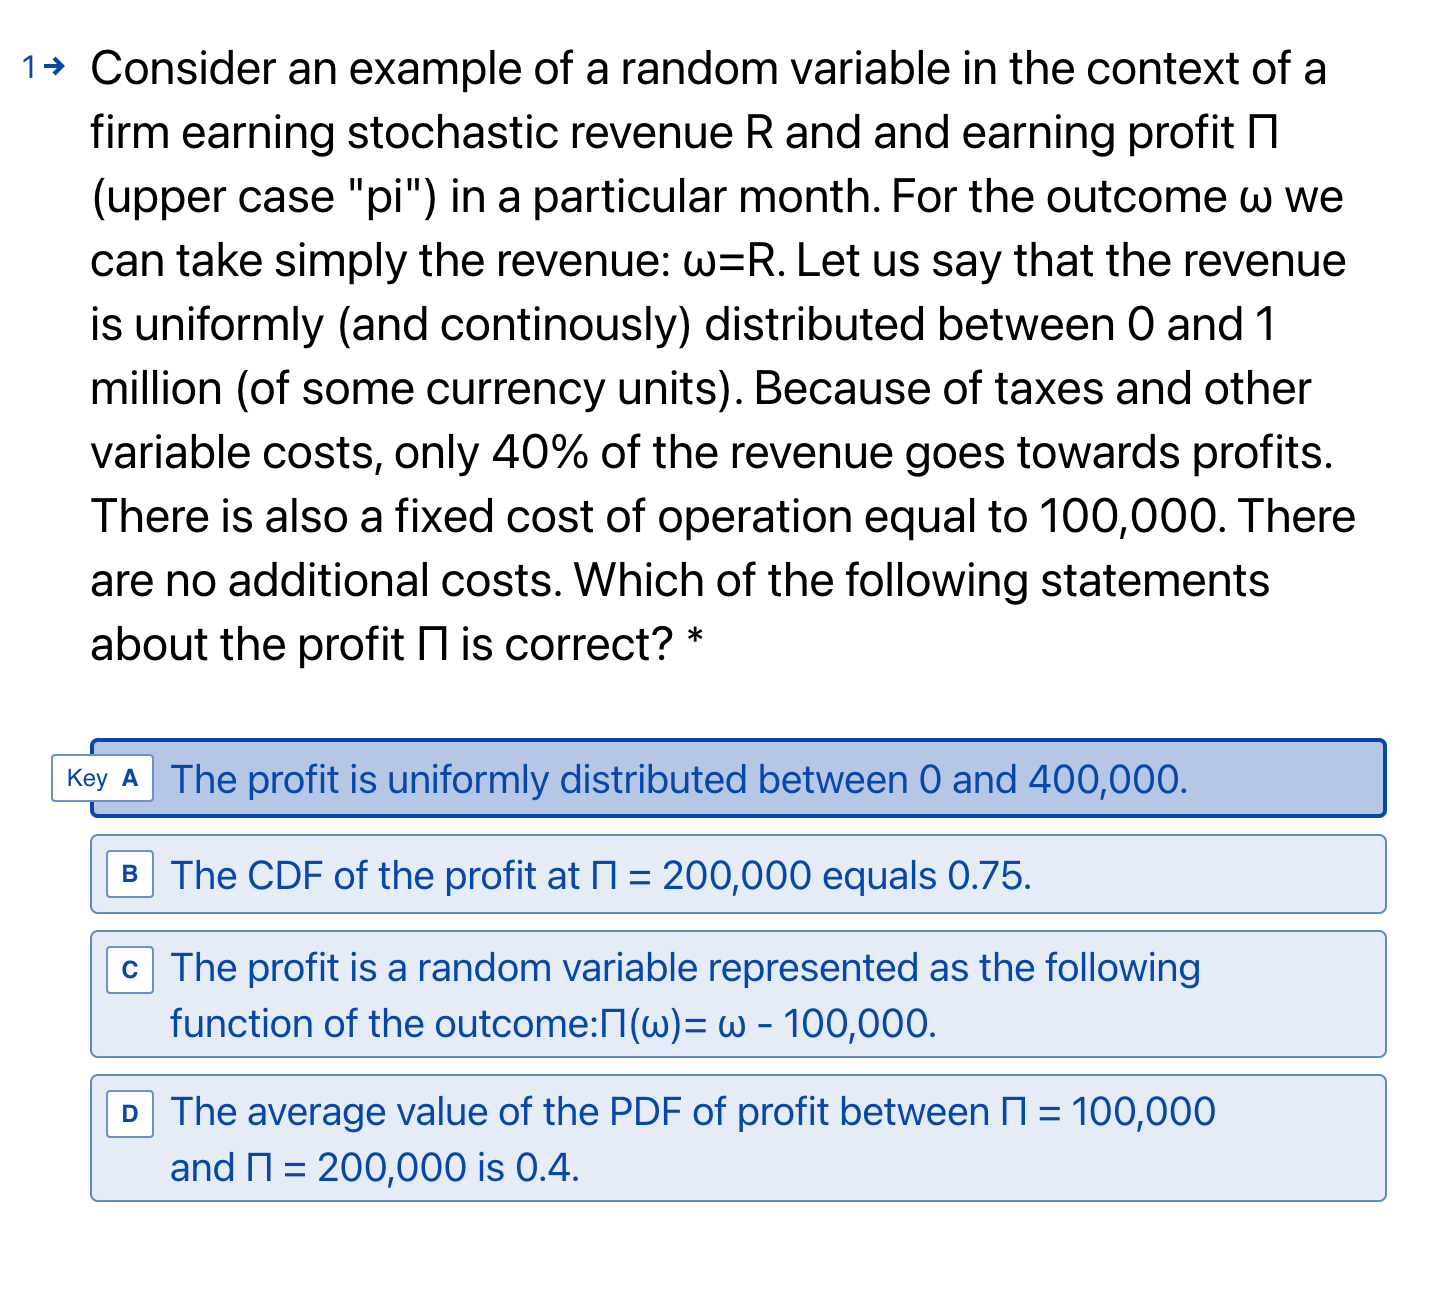 1→ Consider an example of a random variable in the context of a
firm earning stochastic revenue R and and earning profit Π
(upper case "pi") in a particular month. For the outcome ω we
can take simply the revenue: ω=R. Let us say that the revenue
is uniformly (and continously) distributed between 0 and 1
million (of some currency units). Because of taxes and other
variable costs, only 40% of the revenue goes towards profits.
There is also a fixed cost of operation equal to 100,000. There
are no additional costs. Which of the following statements
about the profit Π is correct? *
Key A The profit is uniformly distributed between 0 and 400,000.
B The CDF of the profit at Π = 200,000 equals 0.75.
C The profit is a random variable represented as the following
function of the outcome:Π(ω)= ω - 100,000.
D The average value of the PDF of profit between Π = 100,000
and Π = 200,000 is 0.4.